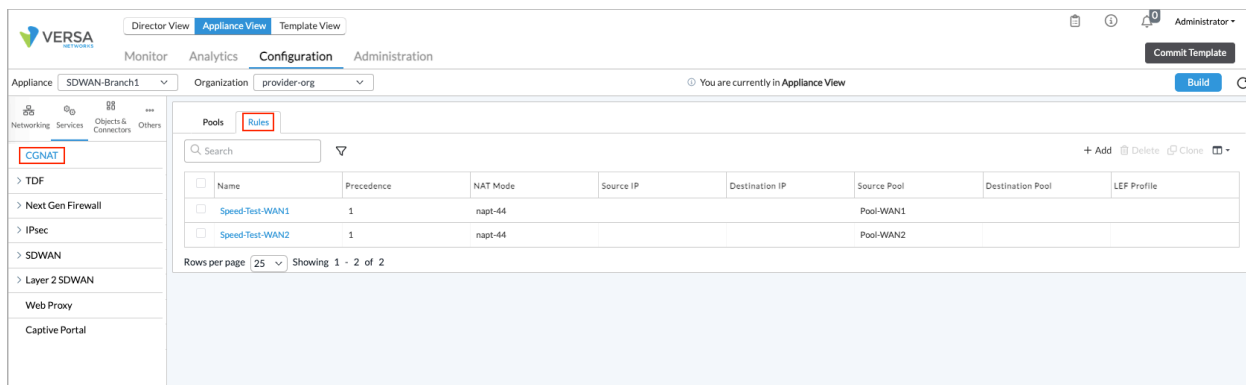 VERSA
NETWORKS
Director View Appliance View Template View
0
Administrator
Monitor Analytics Configuration Administration
Commit Template
Appliance SDWAN-Branch1 Organization provider-org You are currently in Appliance View Build
Networking Services Objects & Connectors Others
Pools Rules
CGNAT
Search
+ Add Delete Clone
> TDF
> Next Gen Firewall
> IPsec
> SDWAN
> Layer 2 SDWAN
Web Proxy
Captive Portal
Name Precedence NAT Mode Source IP Destination IP Source Pool Destination Pool LEF Profile
Speed-Test-WAN1 1 napt-44 Pool-WAN1
Speed-Test-WAN2 1 napt-44 Pool-WAN2
Rows per page 25 Showing 1 - 2 of 2